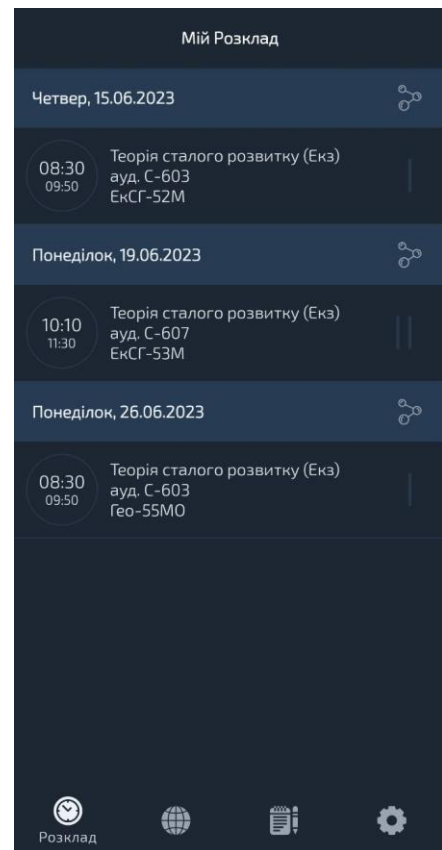 Мій Розклад
Четвер, 15.06.2023
08:30
09:50
Теорія сталого розвитку (Екз)
ауд. С-603
ЕкСГ-52М
Понеділок, 19.06.2023
10:10
11:30
Теорія сталого розвитку (Екз)
ауд. С-607
ЕкСГ-53М
Понеділок, 26.06.2023
08:30
09:50
Теорія сталого розвитку (Екз)
ауд. С-603
Гео-55МО
Розклад